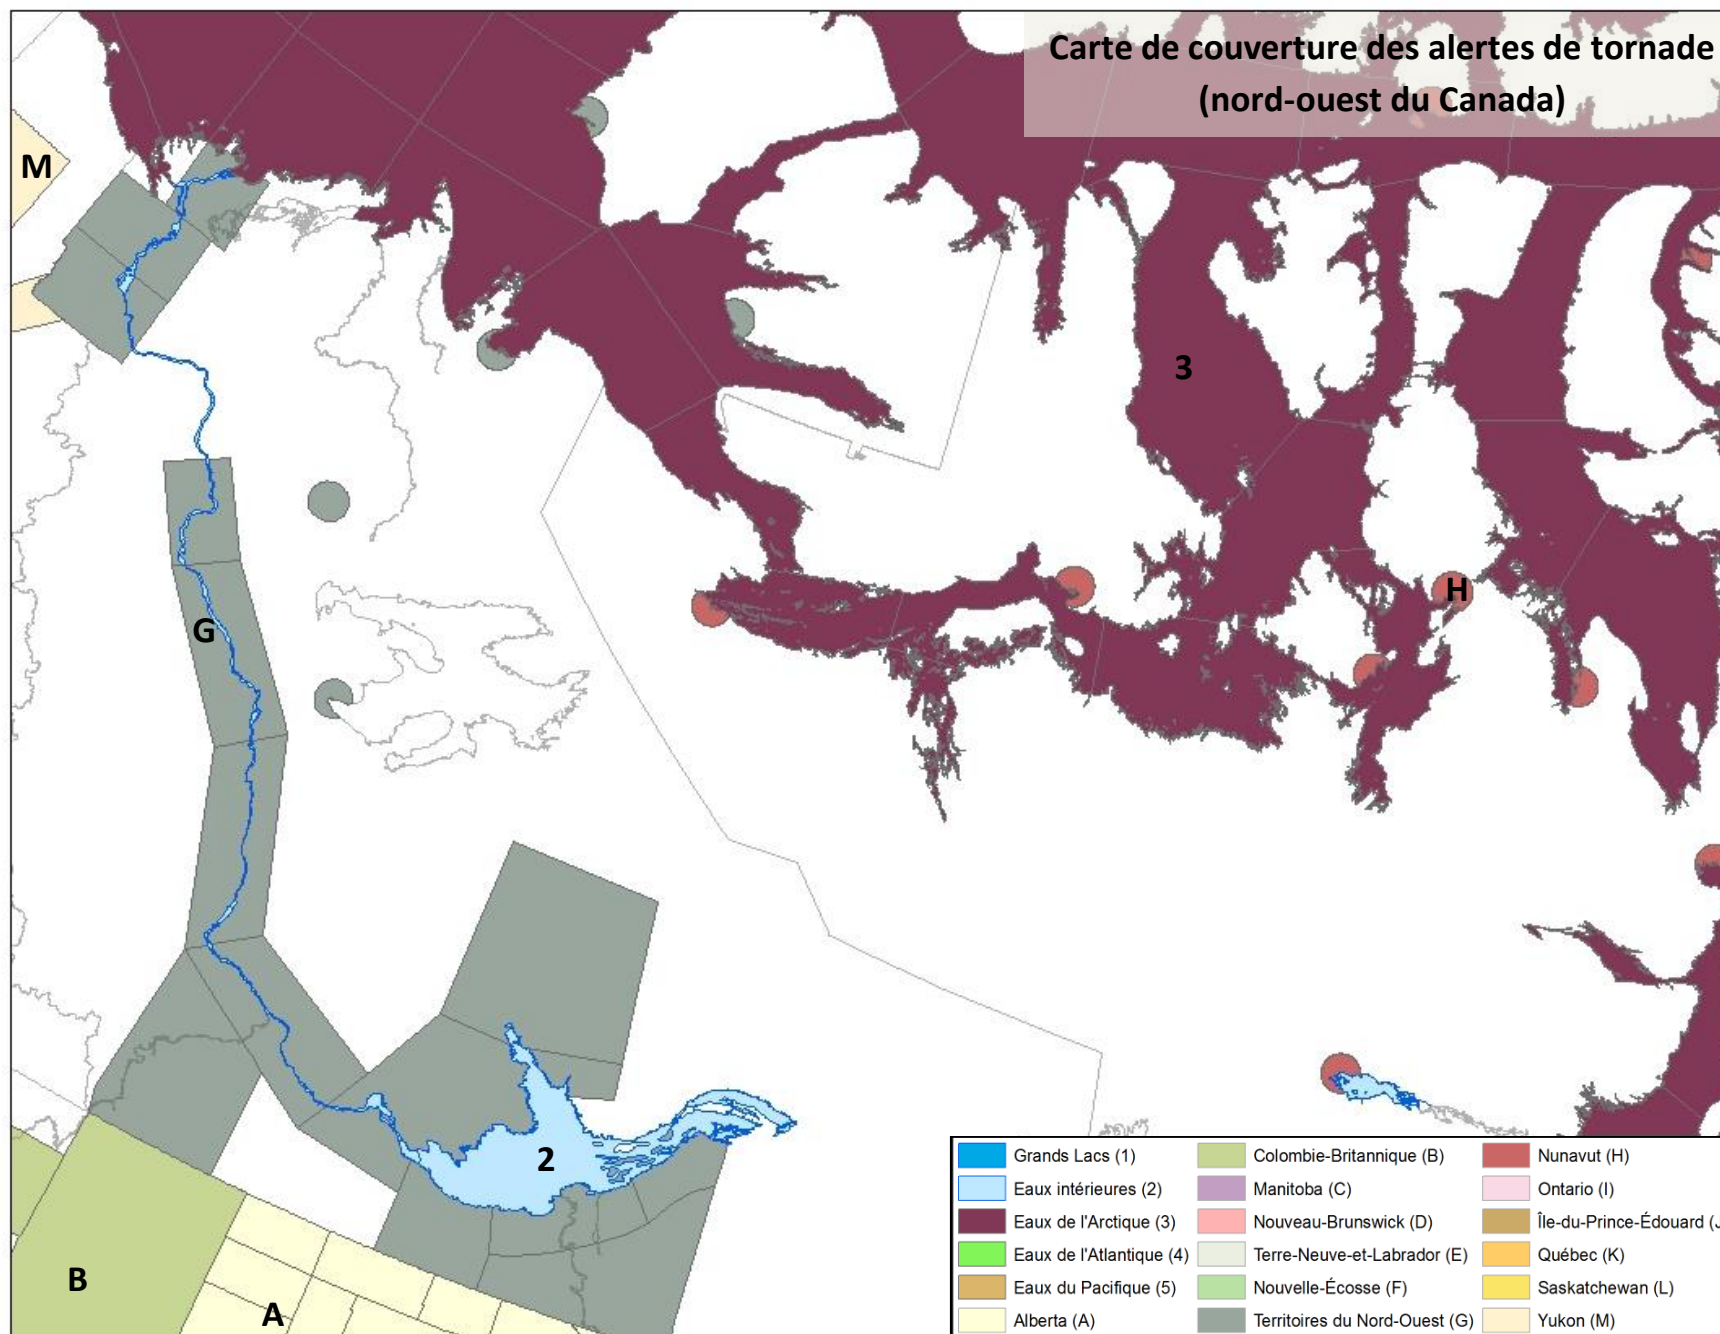 Carte de couverture des alertes de tornade
(nord-ouest du Canada)
M
3
H
G
2
B
A
Grands Lacs (1)
Eaux intérieures (2)
Eaux de l'Arctique (3)
Eaux de l'Atlantique (4)
Eaux du Pacifique (5)
Alberta (A)
Colombie-Britannique (B)
Manitoba (C)
Nouveau-Brunswick (D)
Terre-Neuve-et-Labrador (E)
Nouvelle-Écosse (F)
Territoires du Nord-Ouest (G)
Nunavut (H)
Ontario (I)
Île-du-Prince-Édouard (J
Québec (K)
Saskatchewan (L)
Yukon (M)